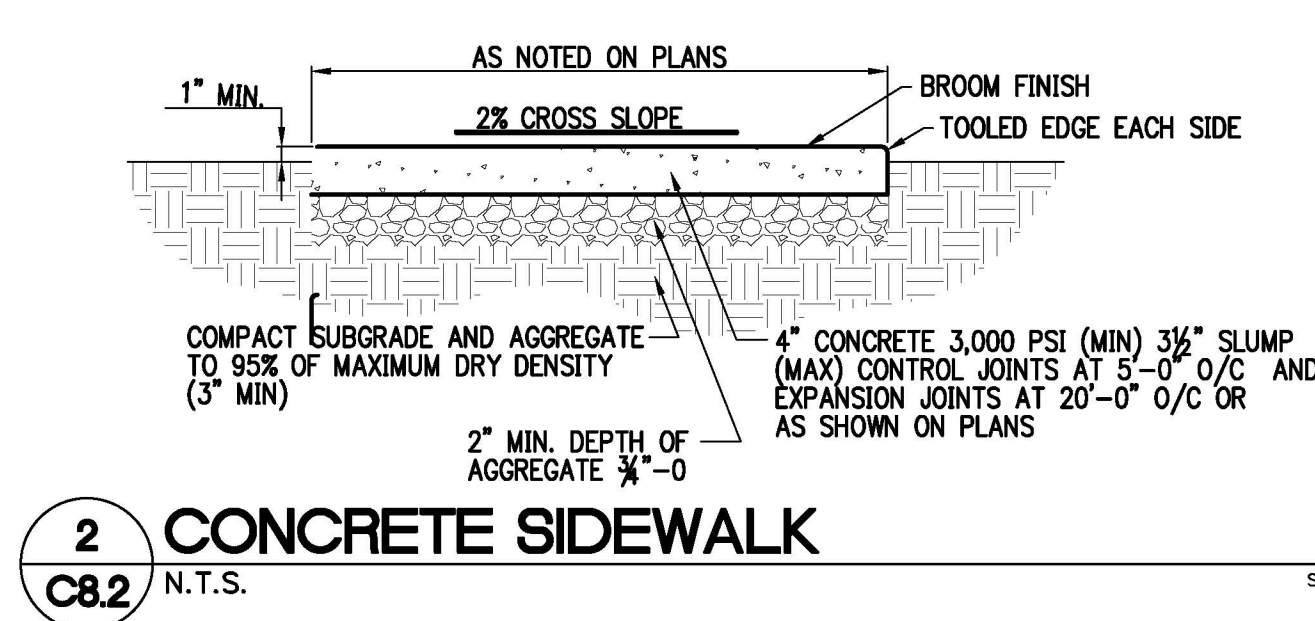 AS NOTED ON PLANS
1" MIN.
BROOM FINISH
2% CROSS SLOPE
TOOLED EDGE EACH SIDE
COMPACT SUBGRADE AND AGGREGATE
TO 95% OF MAXIMUM DRY DENSITY
(3" MIN)
4" CONCRETE 3,000 PSI (MIN) 3½" SLUMP
(MAX) CONTROL JOINTS AT 5'-0" O/C AND
EXPANSION JOINTS AT 20'-0" O/C OR
AS SHOWN ON PLANS
2" MIN. DEPTH OF
AGGREGATE ¾"-0
2
C8.2
CONCRETE SIDEWALK
N.T.S.
S